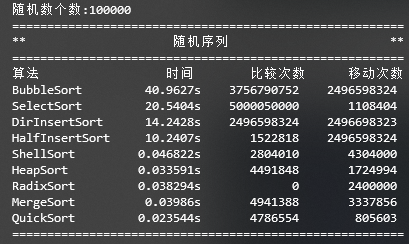 随机数个数:100000
==================================================
** 随机序列 **
==================================================
算法 时间 比较次数 移动次数
BubbleSort 40.9627s 3756790752 2496598324
SelectSort 20.5404s 5000050000 1108404
DirInsertSort 14.2428s 2496598324 2496698323
HalfInsertSort 10.2407s 1522818 2496598324
ShellSort 0.046822s 2804010 4304000
HeapSort 0.033591s 4491848 1724994
RadixSort 0.038294s 0 2400000
MergeSort 0.03986s 4941388 3337856
QuickSort 0.023544s 4786554 805603
==================================================